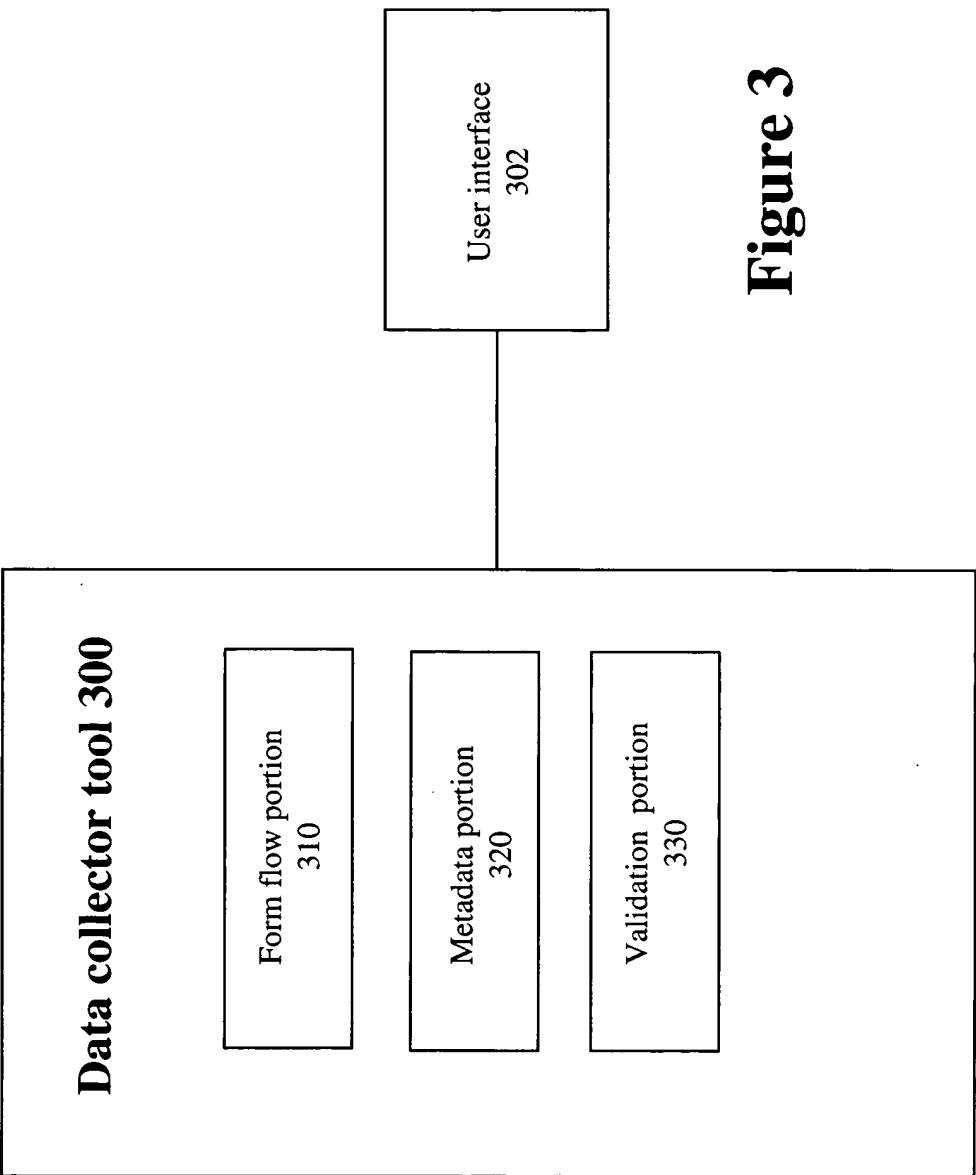 Data collector tool 300
Form flow portion
310
Metadata portion
320
Validation portion
330
User interface
302
Figure 3